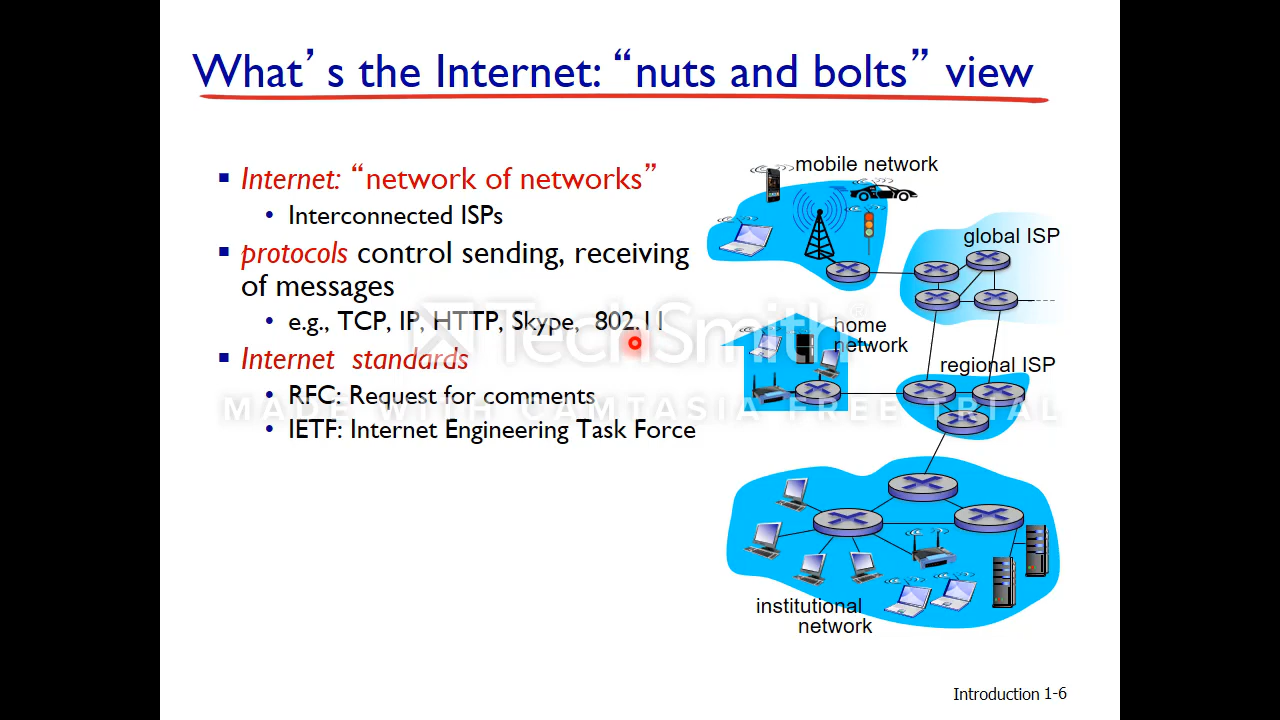 What's the Internet: “nuts and bolts” view
Internet: “network of networks”
Interconnected ISPs
protocols control sending, receiving
of messages
e.g., TCP, IP, HTTP, Skype, 802.11
Internet standards
RFC: Request for comments
IETF: Internet Engineering Task Force
mobile network
global ISP
home
network
regional ISP
institutional
network
TechSmith
MADE WITH CAMTASIA FREE TRIAL
Introduction 1-6